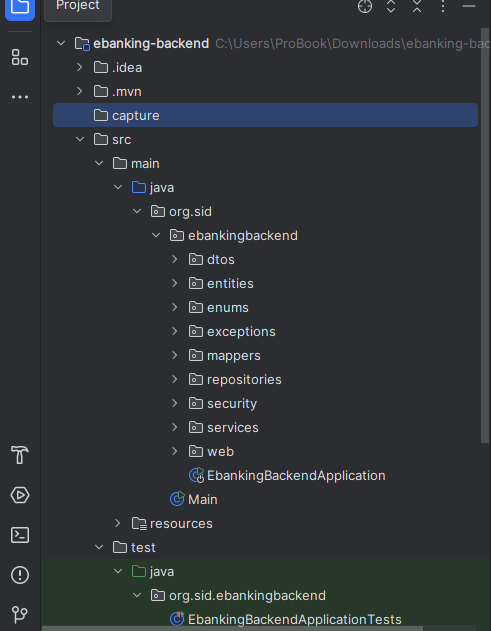 Project
ebanking-backend C:\Users\ProBook\Downloads\ebanking-bac
.idea
.mvn
capture
src
main
java
org.sid
ebankingbackend
dtos
entities
enums
exceptions
mappers
repositories
security
services
web
EbankingBackendApplication
Main
resources
test
java
org.sid.ebankingbackend
EbankingBackendApplicationTests